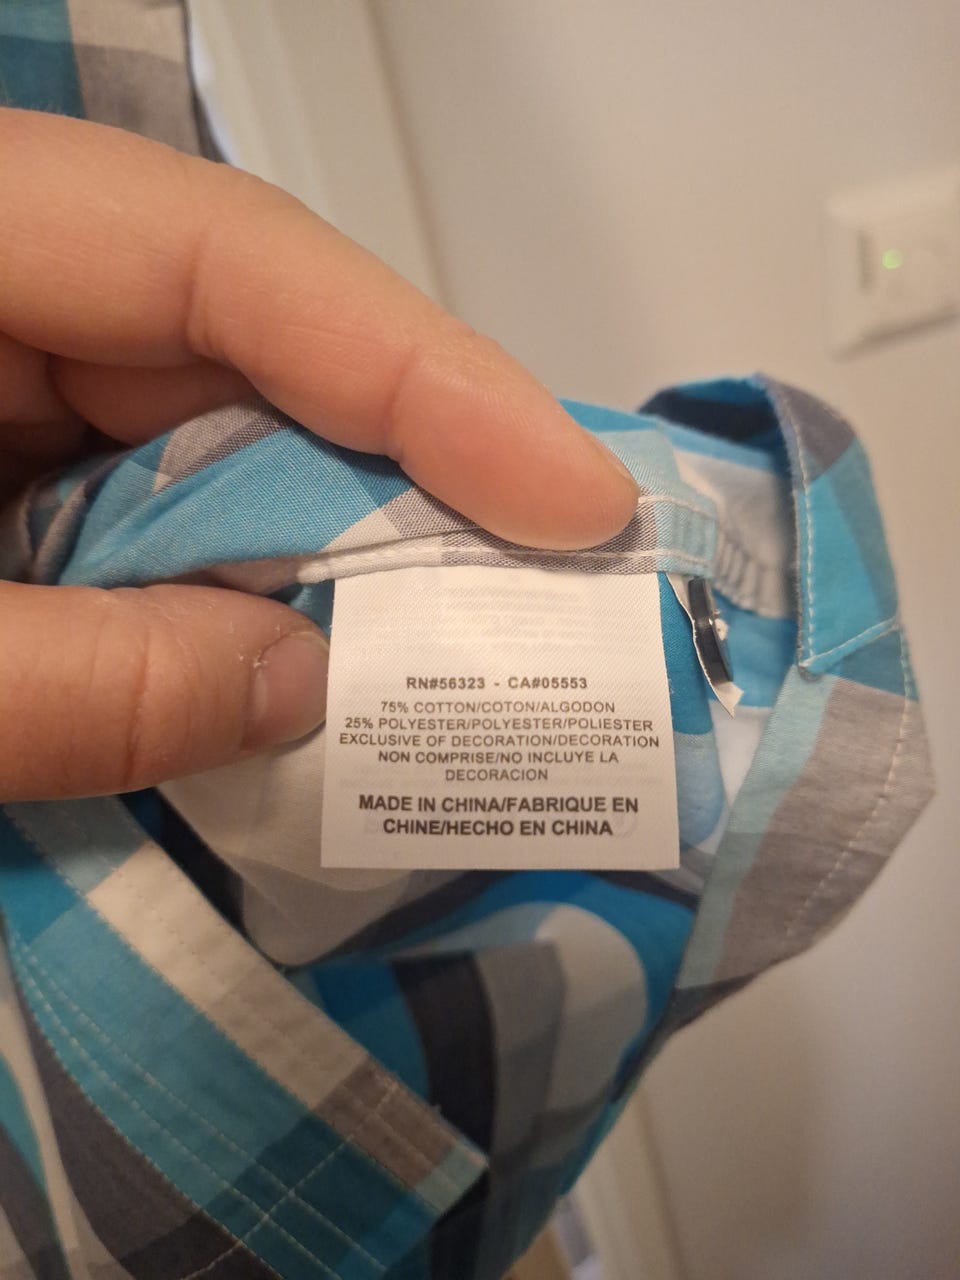 RN#56323 - CA#05553
75% COTTON/COTON/ALGODON
25% POLYESTER/POLYESTER/POLIESTER
EXCLUSIVE OF DECORATION/DECORATION
NON COMPRISE/NO INCLUYE LA
DECORACION
MADE IN CHINA/FABRIQUE EN
CHINE/HECHO EN CHINA